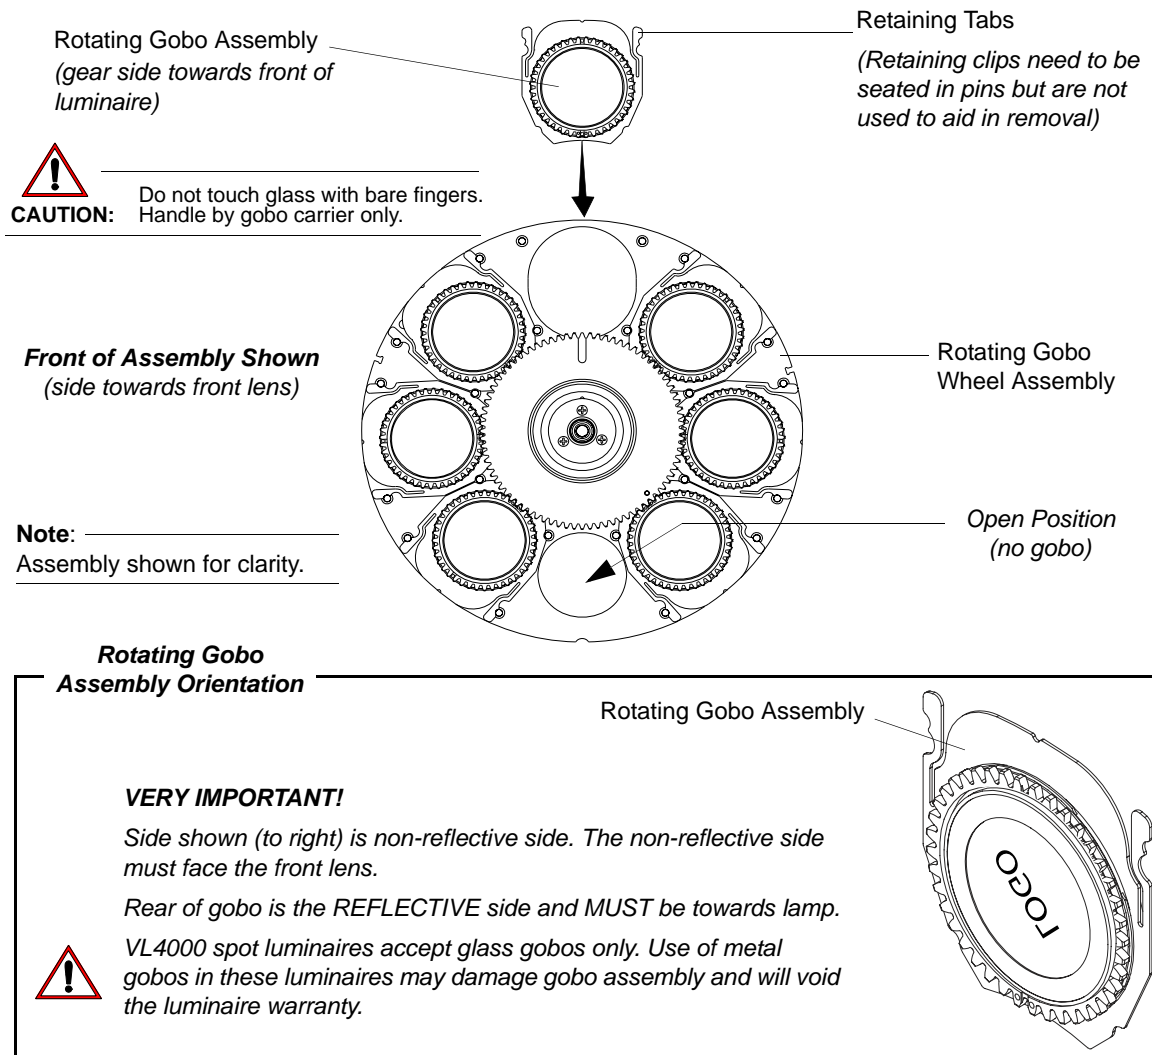 Rotating Gobo Assembly
(gear side towards front of
luminaire)
Retaining Tabs
(Retaining clips need to be
seated in pins but are not
used to aid in removal)
CAUTION:
Do not touch glass with bare fingers.
Handle by gobo carrier only.
Front of Assembly Shown
(side towards front lens)
Rotating Gobo
Wheel Assembly
Note:
Assembly shown for clarity.
Open Position
(no gobo)
Rotating Gobo
Assembly Orientation
Rotating Gobo Assembly
VERY IMPORTANT!
Side shown (to right) is non-reflective side. The non-reflective side
must face the front lens.
Rear of gobo is the REFLECTIVE side and MUST be towards lamp.
VL4000 spot luminaires accept glass gobos only. Use of metal
gobos in these luminaires may damage gobo assembly and will void
the luminaire warranty.
LOGO